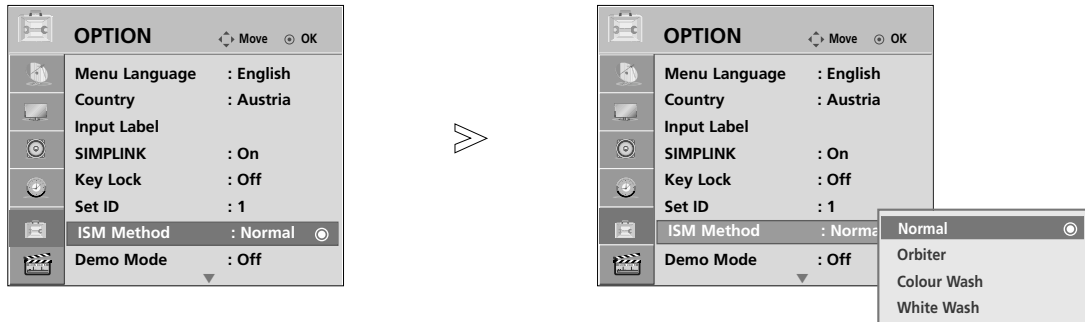 OPTION Move OK
Menu Language : English
Country : Austria
Input Label
SIMPLINK : On
Key Lock : Off
Set ID : 1
ISM Method : Normal
Demo Mode : Off
OPTION Move OK
Menu Language : English
Country : Austria
Input Label
SIMPLINK : On
Key Lock : Off
Set ID : 1
ISM Method : Norma
Demo Mode : Off
Normal
Orbiter
Colour Wash
White Wash